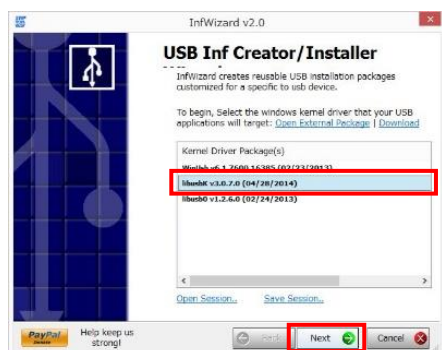 InfWizard v2.0
USB Inf Creator/Installer
InfWizard creates reusable USB installation packages
customized for a specific to usb device.
To begin, Select the windows kernel driver that your USB
applications will target: Open External Package | Download
Kernel Driver Package(s)
WinUsb v6.1.7600.16385 (02/23/2013)
libusbK v3.0.7.0 (04/28/2014)
libusb0 v1.2.6.0 (02/24/2013)
Open Session..
Save Session..
PayPal
Donate
Help keep us
strong!
Next
Cancel